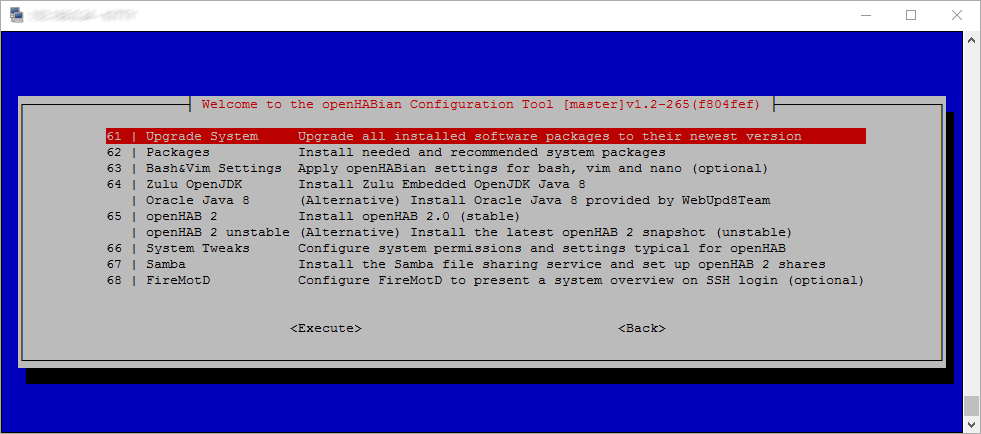 Welcome to the openHABian Configuration Tool [master]v1.2-265(f804fef)
61 | Upgrade System Upgrade all installed software packages to their newest version
62 | Packages Install needed and recommended system packages
63 | Bash&Vim Settings Apply openHABian settings for bash, vim and nano (optional)
64 | Zulu OpenJDK Install Zulu Embedded OpenJDK Java 8
| Oracle Java 8 (Alternative) Install Oracle Java 8 provided by WebUpd8Team
65 | openHAB 2 Install openHAB 2.0 (stable)
| openHAB 2 unstable (Alternative) Install the latest openHAB 2 snapshot (unstable)
66 | System Tweaks Configure system permissions and settings typical for openHAB
67 | Samba Install the Samba file sharing service and set up openHAB 2 shares
68 | FireMotD Configure FireMotD to present a system overview on SSH login (optional)
<Execute> <Back>